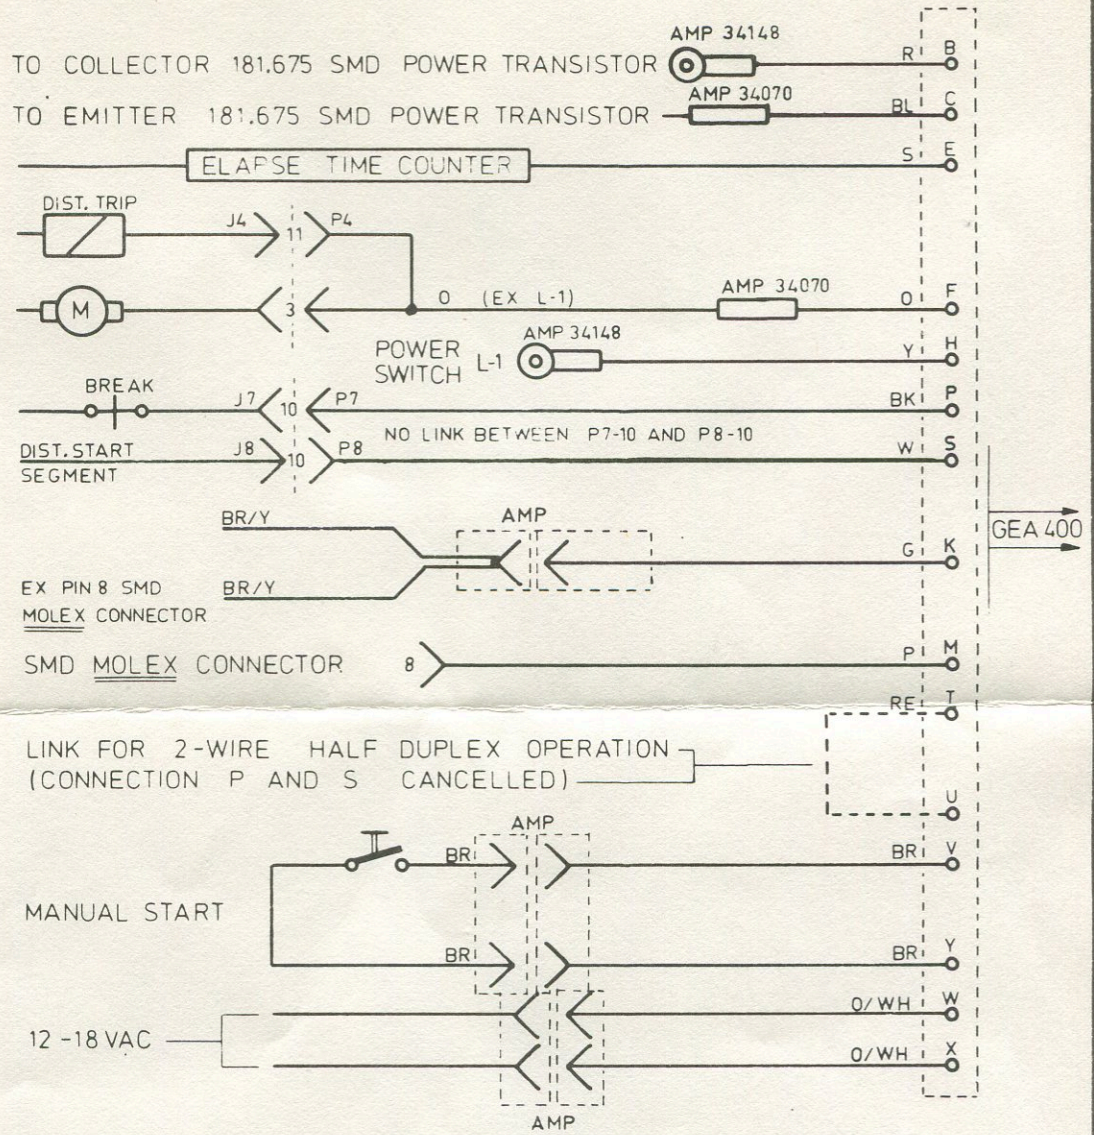 AMP 34148
TO COLLECTOR 181.675 SMD POWER TRANSISTOR R B
AMP 34070
TO EMITTER 181.675 SMD POWER TRANSISTOR BL C
ELAPSE TIME COUNTER S E
DIST. TRIP
J4 11 P4
M 3 O (EX L-1) AMP 34070 O F
AMP 34148
POWER SWITCH L-1 Y H
BREAK
J7 10 P7 BK P
NO LINK BETWEEN P7-10 AND P8-10
DIST. START J8 10 P8 W S
SEGMENT
AMP
BR/Y
GEA 400
G K
EX PIN 8 SMD BR/Y
MOLEX CONNECTOR
SMD MOLEX CONNECTOR 8 P M
RE T
LINK FOR 2-WIRE HALF DUPLEX OPERATION
(CONNECTION P AND S CANCELLED)
U
AMP
BR BR V
MANUAL START
BR BR Y
O/WH W
12-18 VAC
O/WH X
AMP